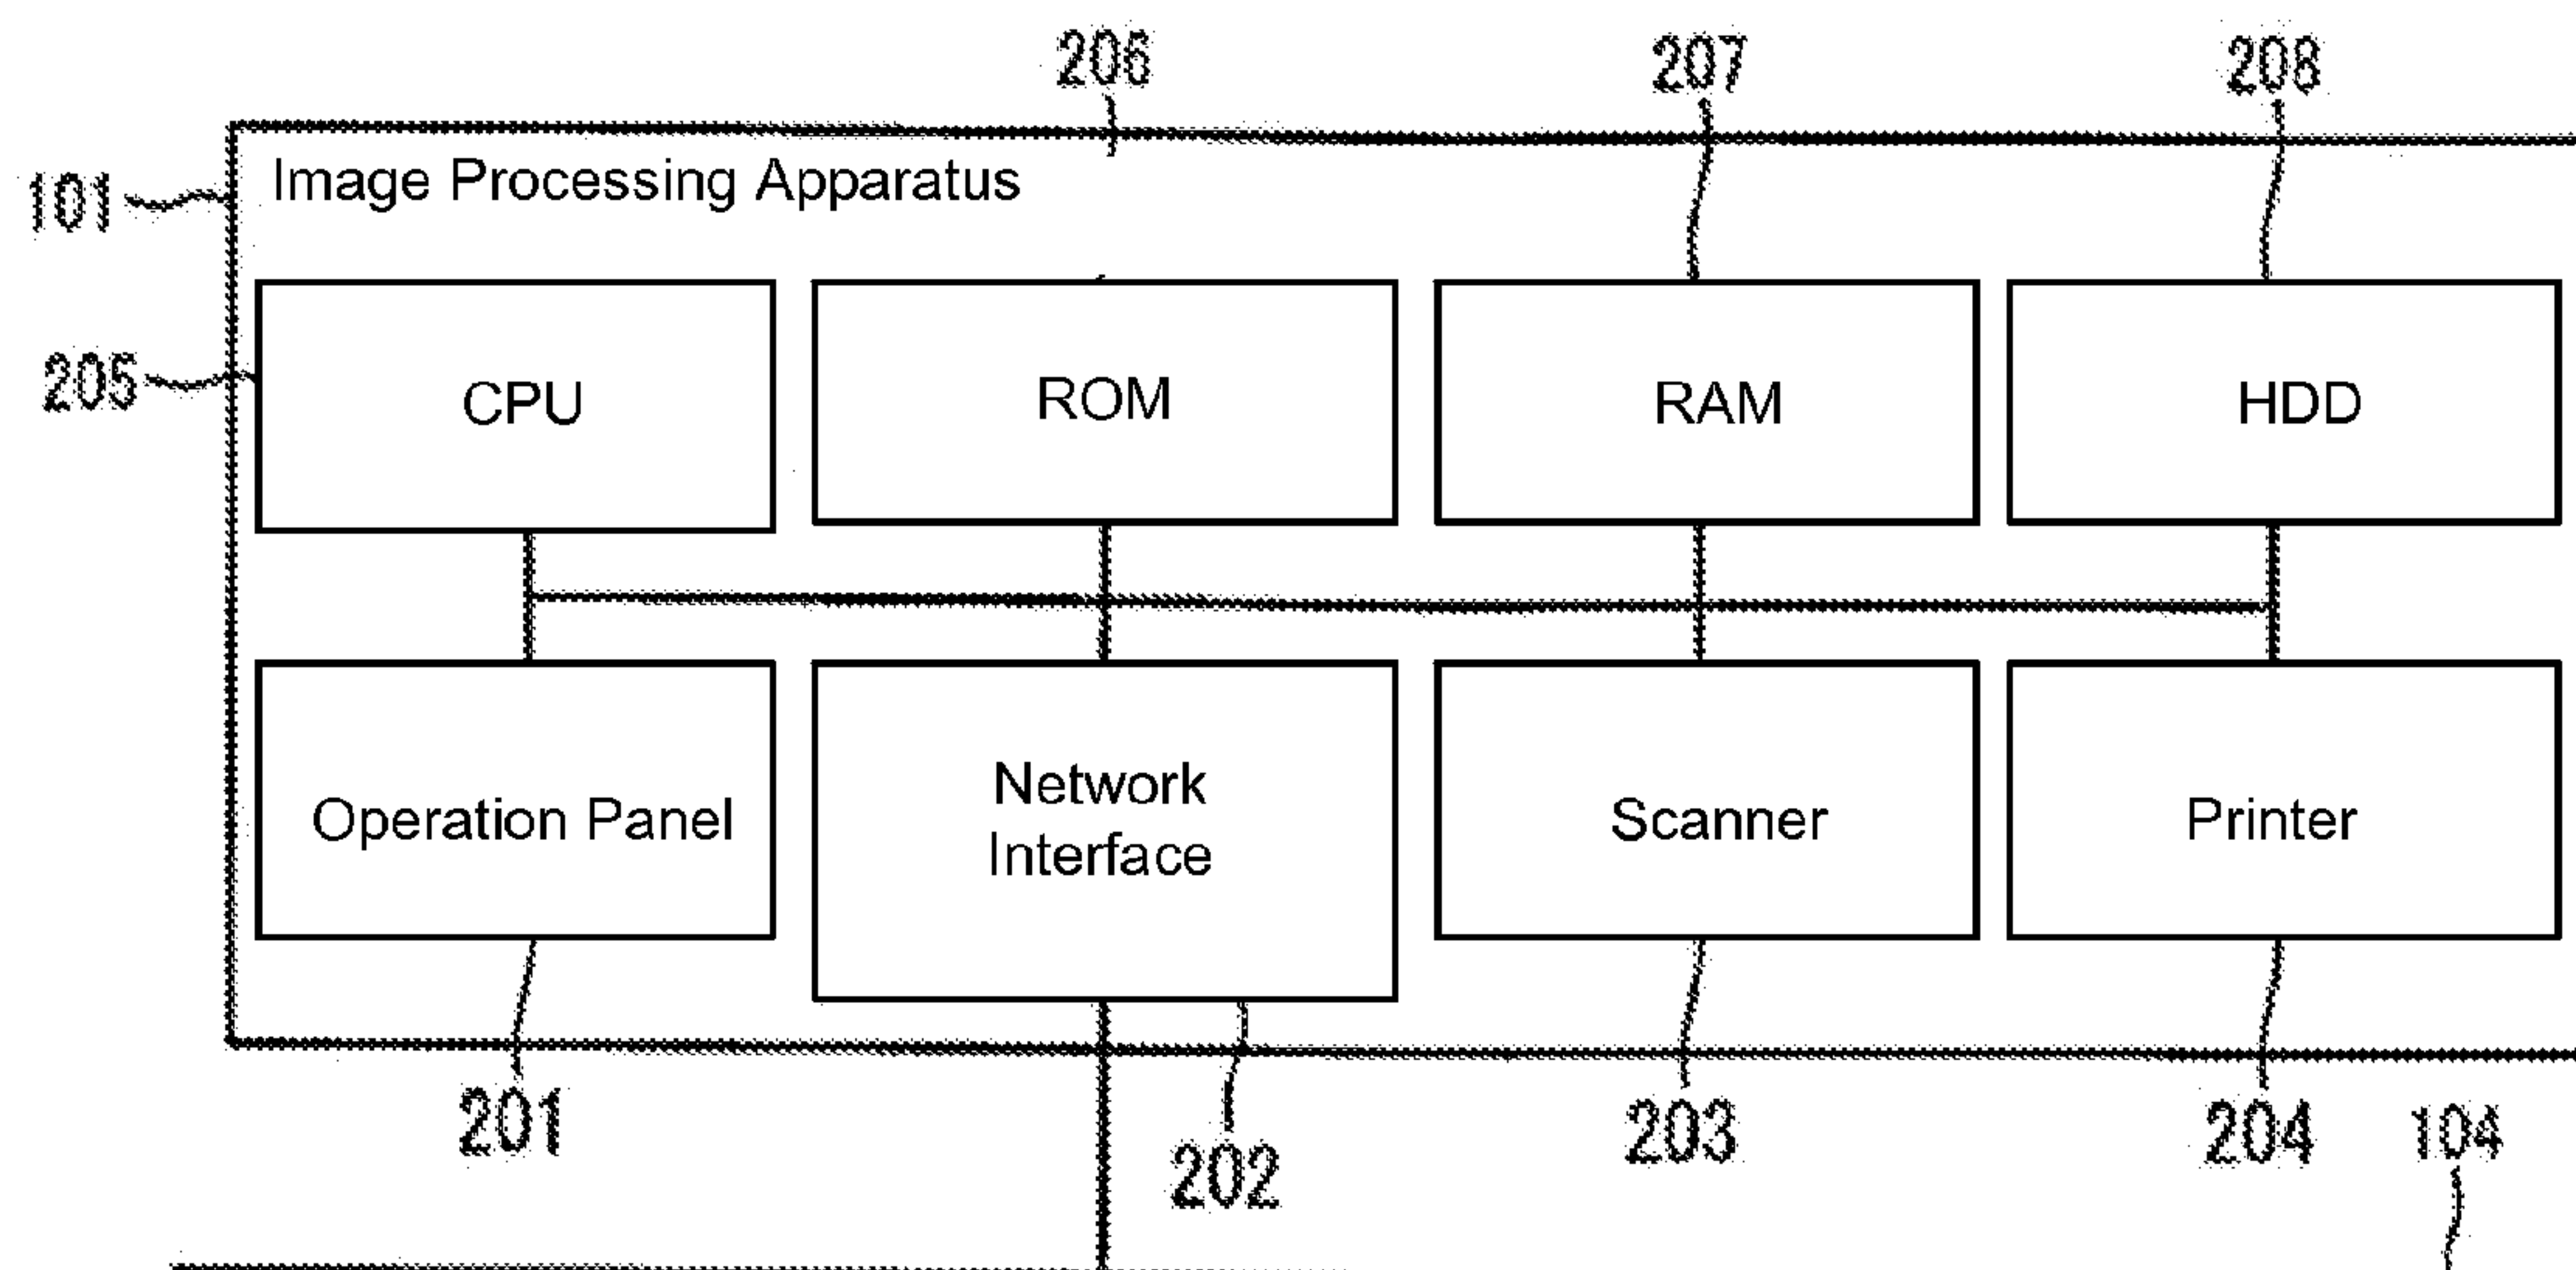 206
207
208
101
Image Processing Apparatus
205
CPU
ROM
RAM
HDD
Operation Panel
Network
Interface
Scanner
Printer
201
202
203
204
104